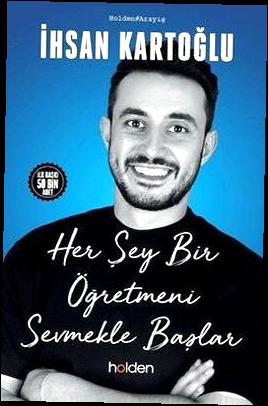 Holden#Arayış
İHSAN KARTOĞLU
İLK BASKI
50 BİN
ADET
Her Şey Bir
Öğretmeni
Sevmekle Başlar
holden